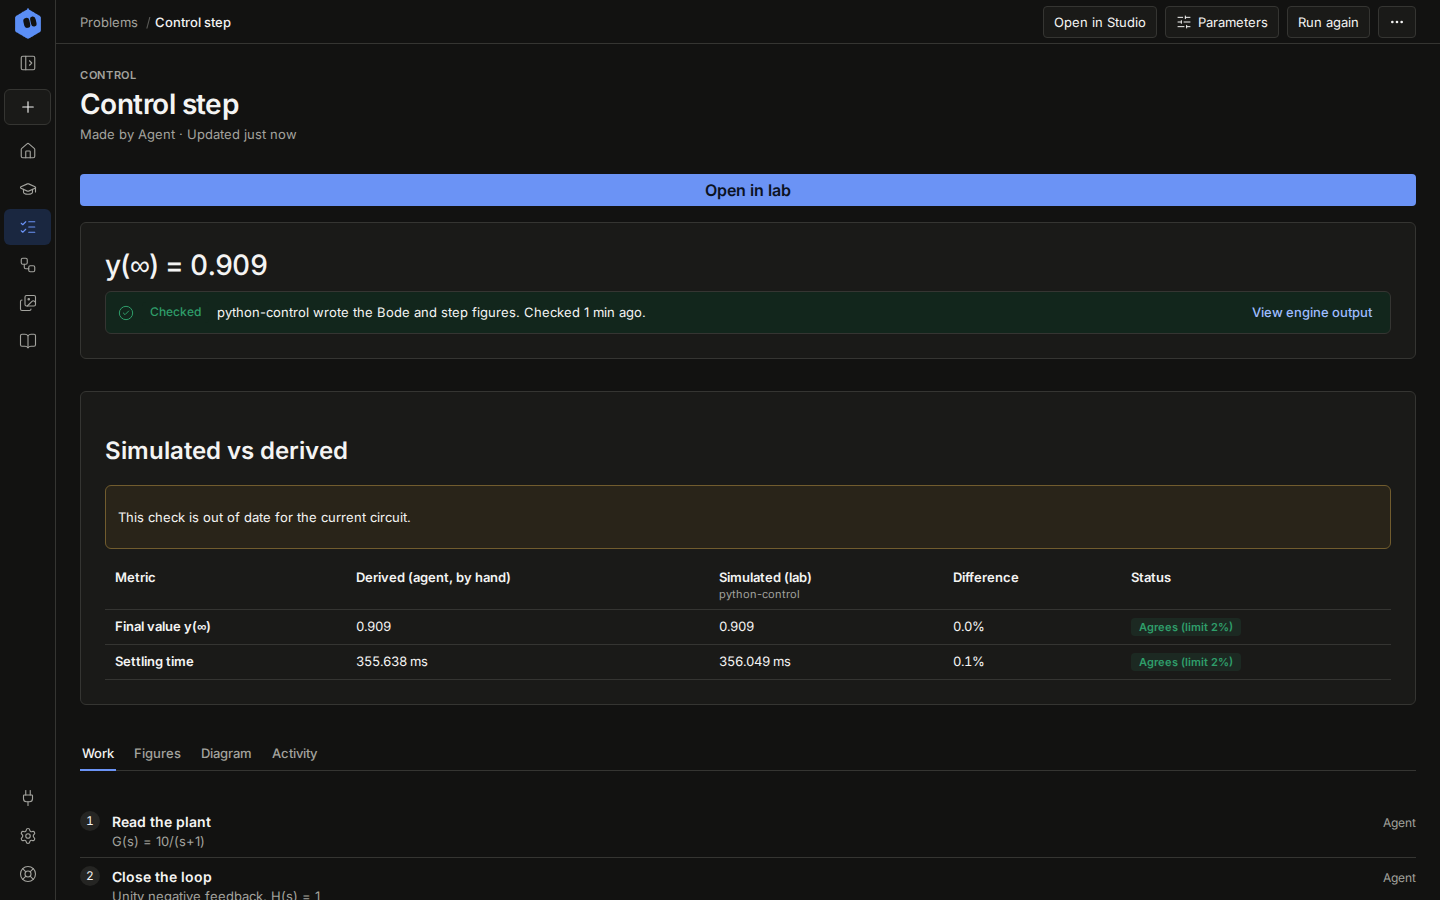 Problems / Control step
Open in Studio
Parameters
Run again
CONTROL
Control step
Made by Agent · Updated just now
Open in lab
y(∞) = 0.909
Checked python-control wrote the Bode and step figures. Checked 1 min ago. View engine output
Simulated vs derived
This check is out of date for the current circuit.
Metric Derived (agent, by hand) Simulated (lab) Difference Status
python-control
Final value y(∞) 0.909 0.909 0.0% Agrees (limit 2%)
Settling time 355.638 ms 356.049 ms 0.1% Agrees (limit 2%)
Work Figures Diagram Activity
1 Read the plant Agent
G(s) = 10/(s+1)
2 Close the loop Agent
Unity negative feedback, H(s) = 1